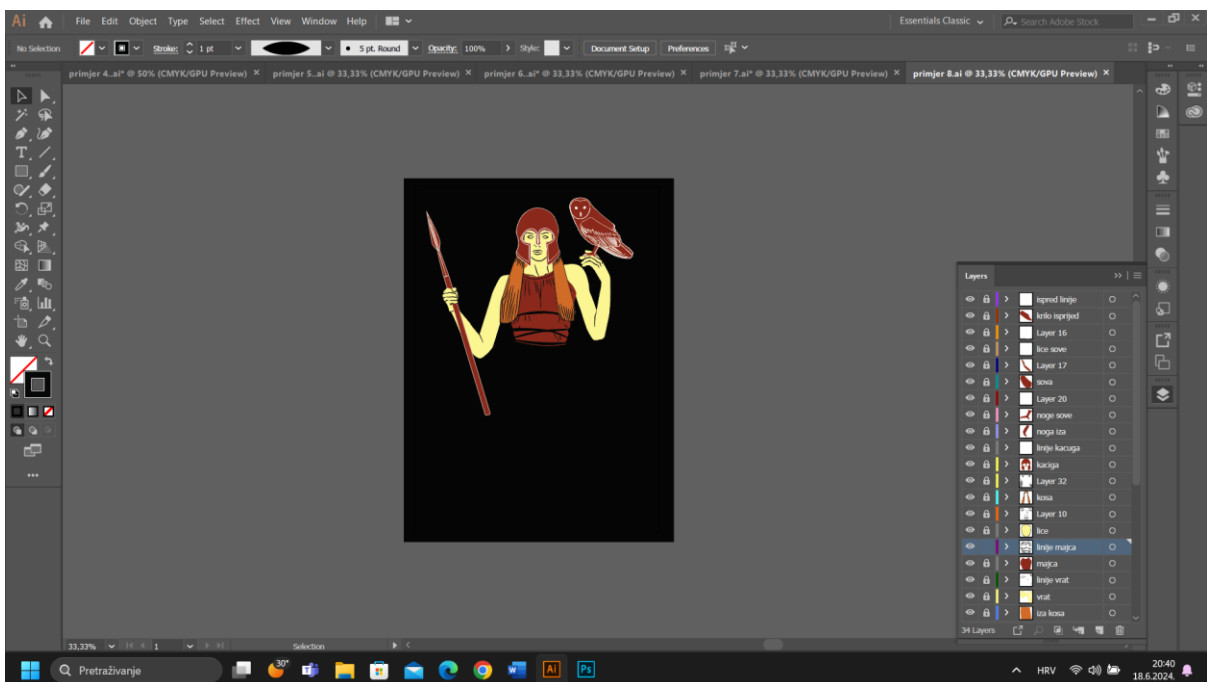 Ai File Edit Object Type Select Effect View Window Help Essentials Classic Search Adobe Stock
No Selection Stroke: 1 pt 5 pt. Round Opacity: 100% Style: Document Setup Preferences
primjer 4..ai* @ 50% (CMYK/GPU Preview) × primjer 5..ai @ 33,33% (CMYK/GPU Preview) × primjer 6..ai* @ 33,33% (CMYK/GPU Preview) × primjer 7.ai* @ 33,33% (CMYK/GPU Preview) × primjer 8.ai @ 33,33% (CMYK/GPU Preview) ×
Layers
ispred linije
krilo isprijed
Layer 16
lice sove
Layer 17
sova
Layer 20
noge sove
noga iza
linije kacuga
kaciga
Layer 32
kosa
Layer 10
lice
linije majca
majca
linije vrat
vrat
iza kosa
34 Layers
33,33% 1 Selection
Pretraživanje 30° Ai Ps HRV 20:40
18.6.2024.